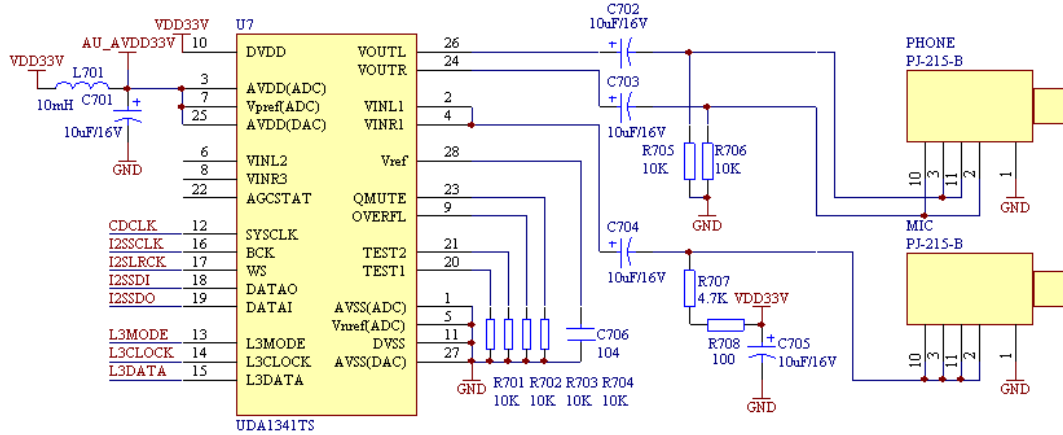 VDD33V
U7
C702
10uF/16V
AU_AVDD33V
10
DVDD
VOUTL
26
VOUTR
24
PHONE
PJ-215-B
VDD33V
L701
10mH
C701
10uF/16V
3
AVDD(ADC)
7
Vpref(ADC)
25
AVDD(DAC)
VINL1
2
VINR1
4
C703
10uF/16V
GND
6
VINL2
8
VINR3
22
AGCSTAT
Vref
28
QMUTE
23
OVERFL
9
R705
10K
R706
10K
GND
10
3
11
2
1
GND
CDCLK
12
SYSCLK
I2SSCLK
16
BCK
I2SLRCK
17
WS
I2SSDI
18
DATAO
I2SSDO
19
DATAI
TEST2
21
TEST1
20
C704
10uF/16V
MIC
PJ-215-B
AVSS(ADC)
1
Vnref(ADC)
5
DVSS
11
AVSS(DAC)
27
R707
4.7K
VDD33V
R708
100
C705
10uF/16V
GND
L3MODE
13
L3MODE
L3CLOCK
14
L3CLOCK
L3DATA
15
L3DATA
C706
104
GND
R701
10K
R702
10K
R703
10K
R704
10K
10
3
11
2
1
GND
UDA1341TS